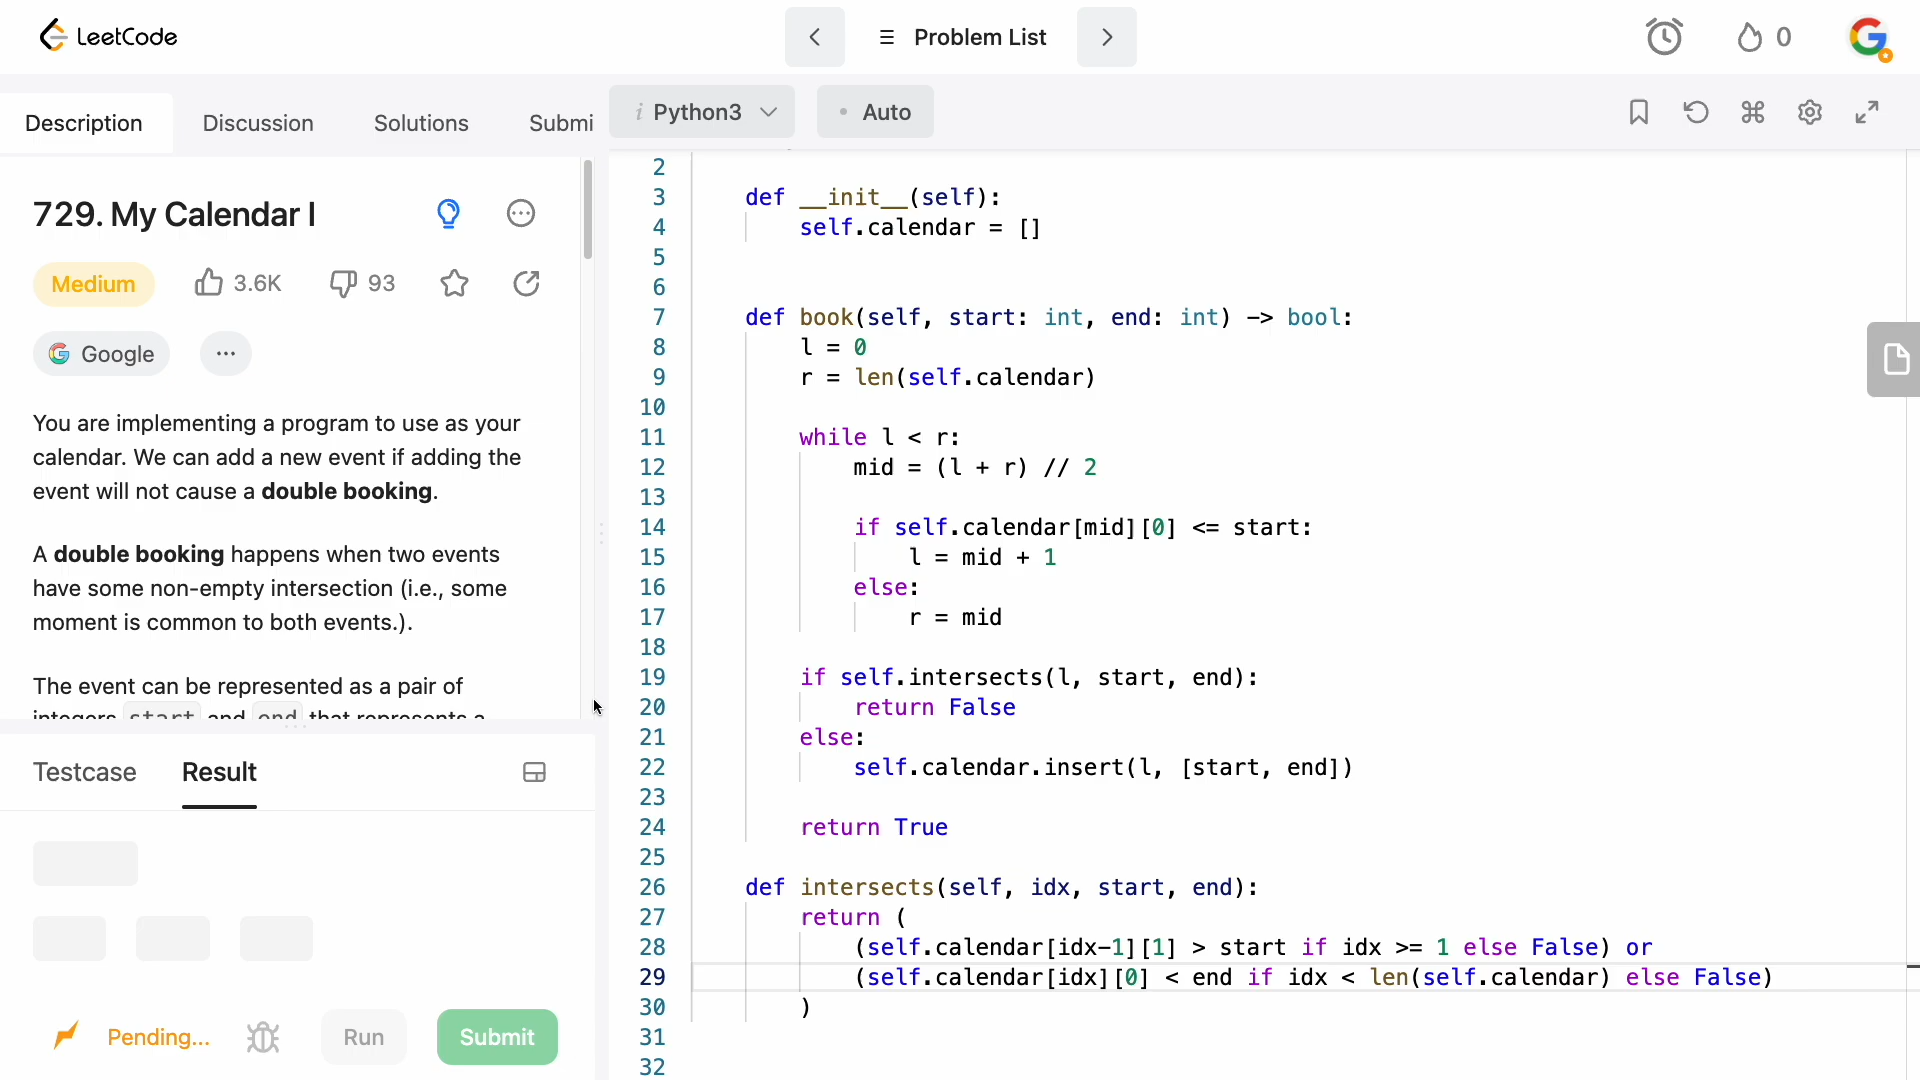 LeetCode
Problem List
0
Description Discussion Solutions Submi
Python3
Auto
729. My Calendar I
Medium 3.6K 93
Google ...
You are implementing a program to use as your
calendar. We can add a new event if adding the
event will not cause a double booking.
A double booking happens when two events
have some non-empty intersection (i.e., some
moment is common to both events.).
The event can be represented as a pair of
integers start and end that represents a
Testcase Result
Pending... Run Submit
2
3 def __init__(self):
4 self.calendar = []
5
6
7 def book(self, start: int, end: int) -> bool:
8 l = 0
9 r = len(self.calendar)
10
11 while l < r:
12 mid = (l + r) // 2
13
14 if self.calendar[mid][0] <= start:
15 l = mid + 1
16 else:
17 r = mid
18
19 if self.intersects(l, start, end):
20 return False
21 else:
22 self.calendar.insert(l, [start, end])
23
24 return True
25
26 def intersects(self, idx, start, end):
27 return (
28 (self.calendar[idx-1][1] > start if idx >= 1 else False) or
29 (self.calendar[idx][0] < end if idx < len(self.calendar) else False)
30 )
31
32